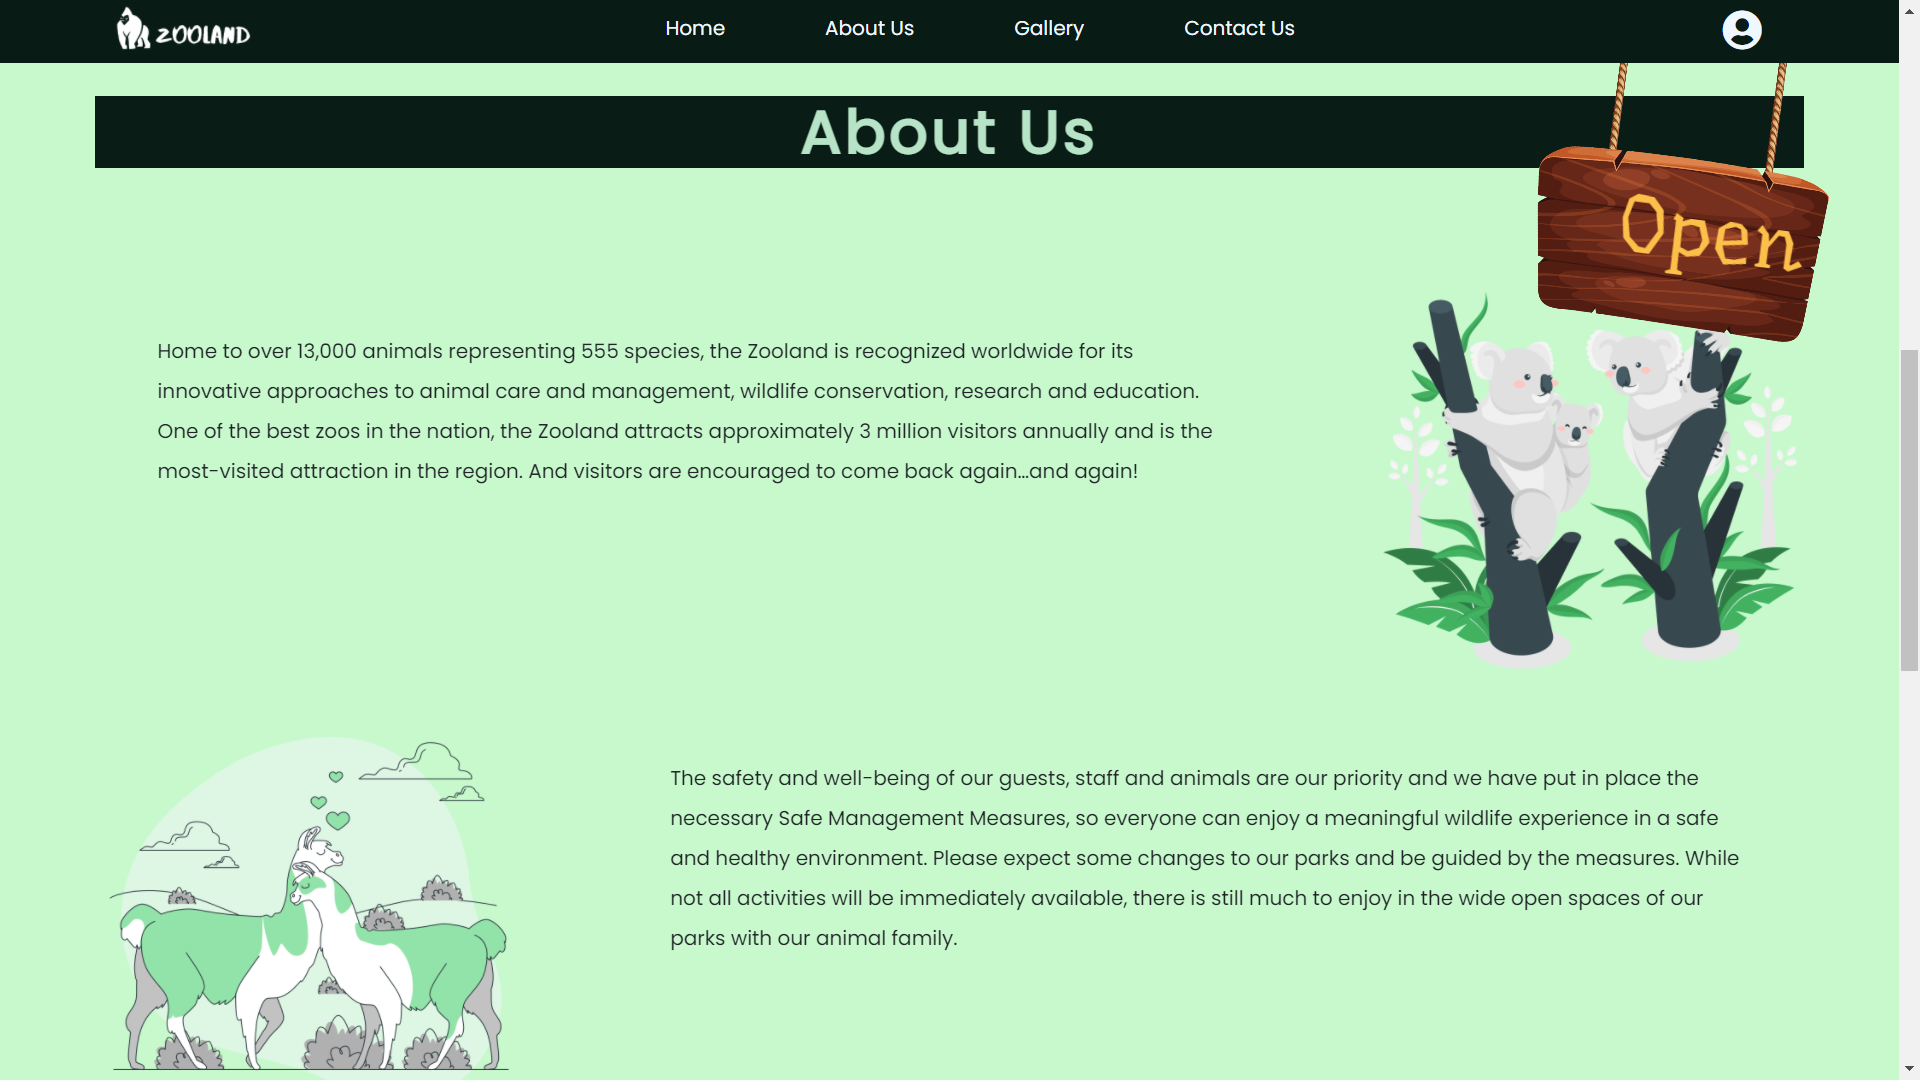 ZOOLAND
Home
About Us
Gallery
Contact Us
About Us
Open
Home to over 13,000 animals representing 555 species, the Zooland is recognized worldwide for its
innovative approaches to animal care and management, wildlife conservation, research and education.
One of the best zoos in the nation, the Zooland attracts approximately 3 million visitors annually and is the
most-visited attraction in the region. And visitors are encouraged to come back again...and again!
The safety and well-being of our guests, staff and animals are our priority and we have put in place the
necessary Safe Management Measures, so everyone can enjoy a meaningful wildlife experience in a safe
and healthy environment. Please expect some changes to our parks and be guided by the measures. While
not all activities will be immediately available, there is still much to enjoy in the wide open spaces of our
parks with our animal family.